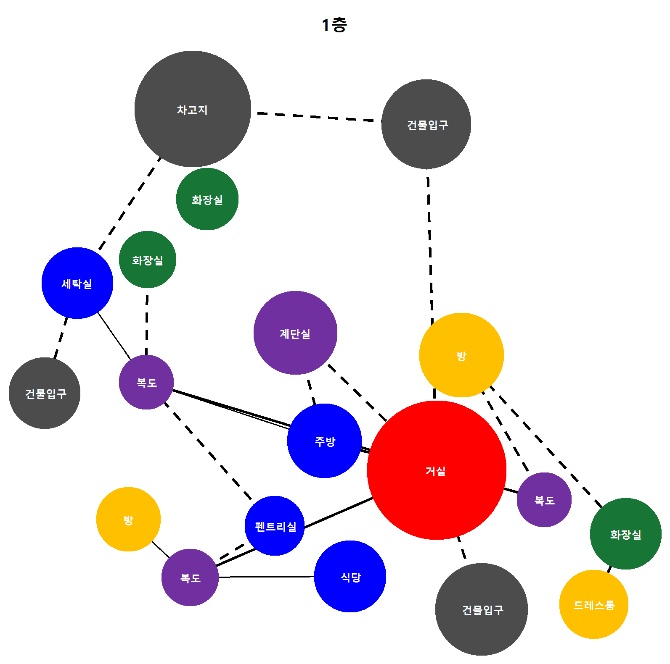 1층
차고지
건물입구
화장실
화장실
세탁실
계단실
방
복도
건물입구
주방
거실
복도
방
펜트리실
화장실
복도
식당
드레스룸
건물입구